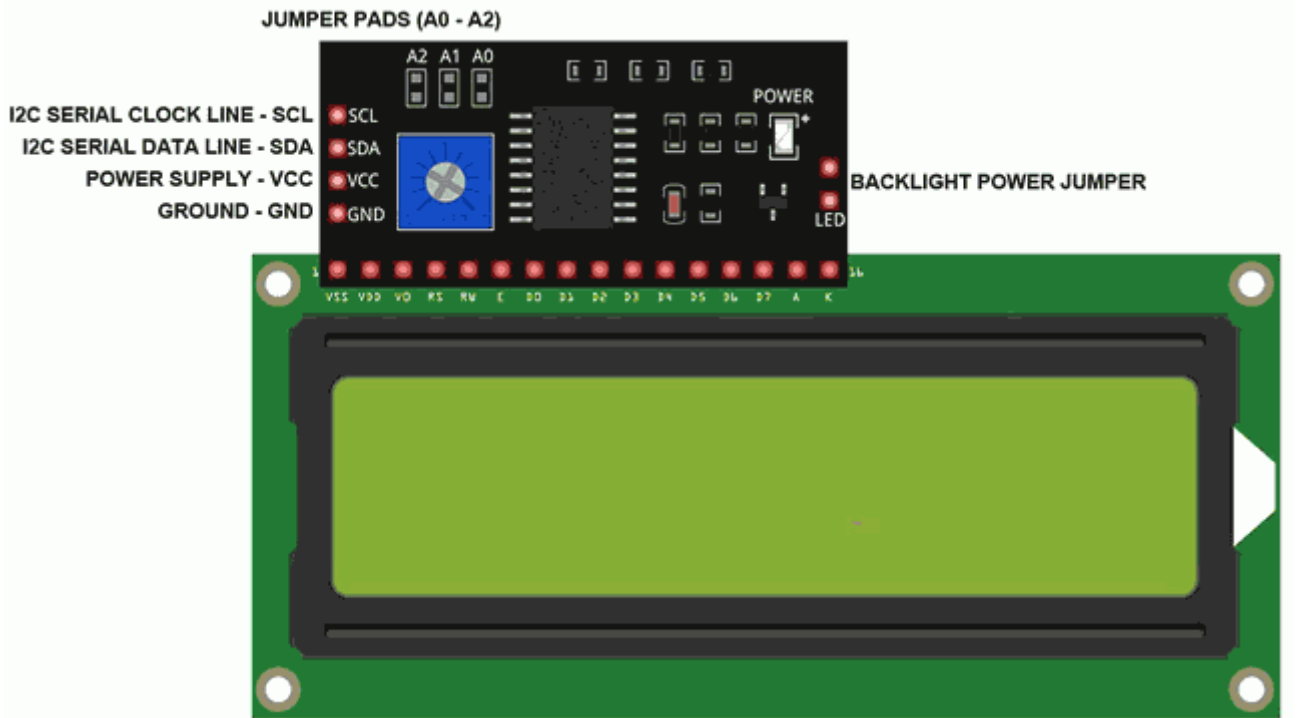 JUMPER PADS (A0 - A2)
A2 A1 A0
POWER
I2C SERIAL CLOCK LINE - SCL SCL
I2C SERIAL DATA LINE - SDA SDA
POWER SUPPLY - VCC VCC
BACKLIGHT POWER JUMPER
GROUND - GND GND
LED
1 16
VSS VDD VO RS RW E D0 D1 D2 D3 D4 D5 D6 D7 A K